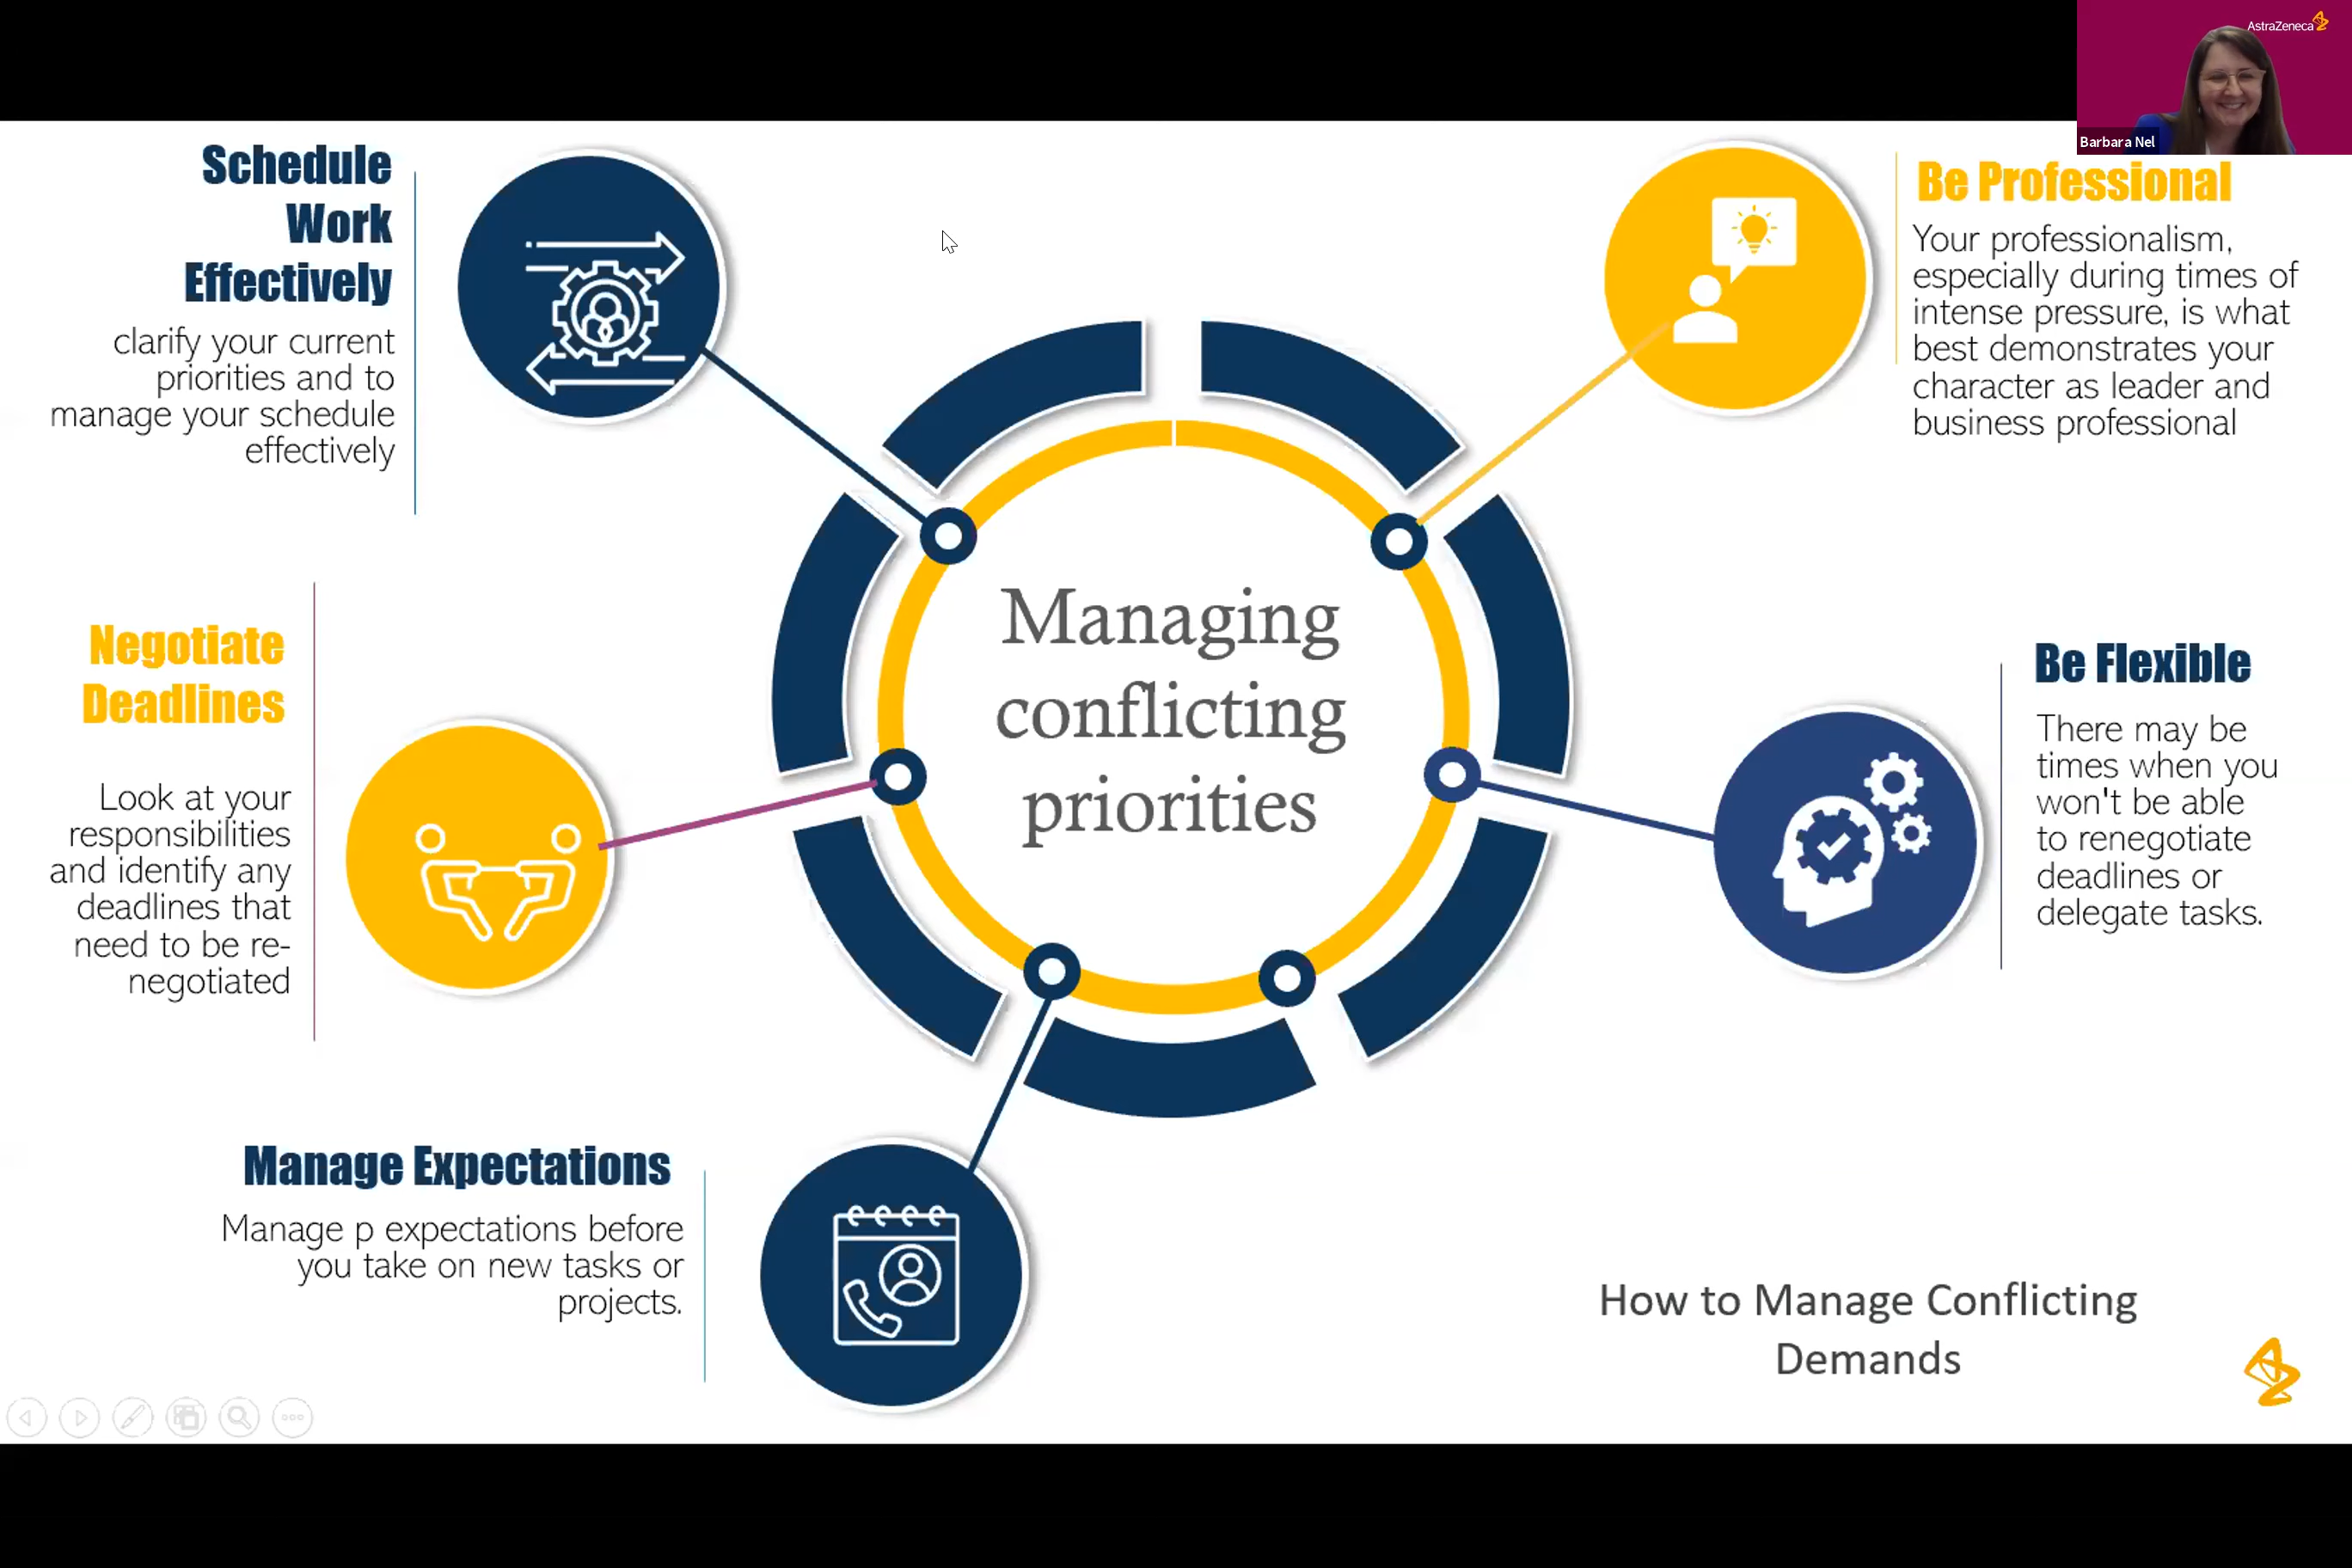 AstraZeneca
Barbara Nel
Schedule
Work
Effectively
clarify your current
priorities and to
manage your schedule
effectively
Negotiate
Deadlines
Look at your
responsibilities
and identify any
deadlines that
need to be re-
negotiated
Manage Expectations
Manage p expectations before
you take on new tasks or
projects.
Managing
conflicting
priorities
Be Professional
Your professionalism,
especially during times of
intense pressure, is what
best demonstrates your
character as leader and
business professional
Be Flexible
There may be
times when you
won't be able
to renegotiate
deadlines or
delegate tasks.
How to Manage Conflicting
Demands